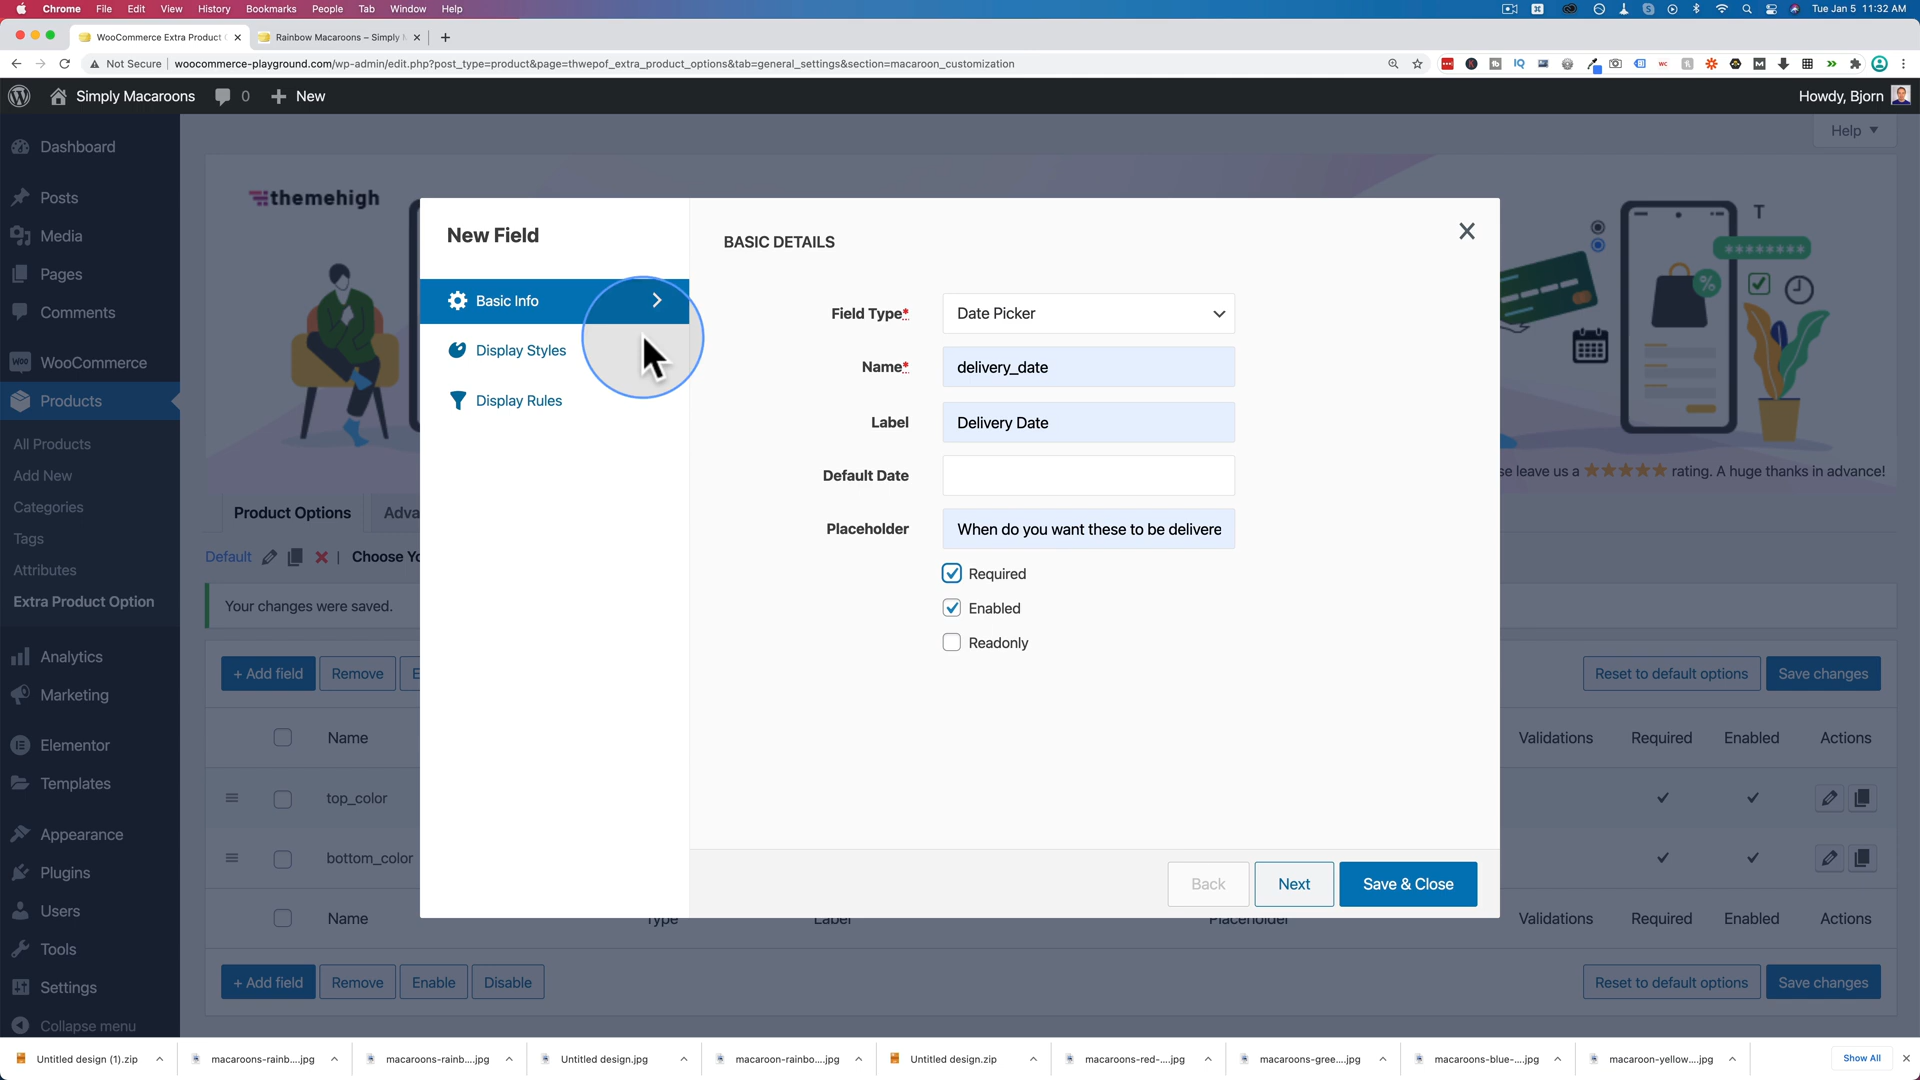 Chrome File Edit View History Bookmarks People Tab Window Help Tue Jan 5 11:32 AM
WooCommerce Extra Product Rainbow Macaroons – Simply
Not Secure woocommerce-playground.com/wp-admin/edit.php?post_type=product&page=thwepof_extra_product_options&tab=general_settings&section=macaroon_customization
Simply Macaroons 0 + New Howdy, Bjorn
Help
Dashboard
Posts
Media
Pages
Comments
WooCommerce
Products
All Products
Add New
Categories
Tags
Attributes
Extra Product Option
Analytics
Marketing
Elementor
Templates
Appearance
Plugins
Users
Tools
Settings
Collapse menu
themehigh
se leave us a ★★★★★ rating. A huge thanks in advance!
Product Options Adva
Default | Choose Yo
Your changes were saved.
+ Add field Remove E Reset to default options Save changes
Name Validations Required Enabled Actions
top_color
bottom_color
Name Type Label Placeholder Validations Required Enabled Actions
+ Add field Remove Enable Disable Reset to default options Save changes
New Field
Basic Info
Display Styles
Display Rules
BASIC DETAILS
Field Type* Date Picker
Name* delivery_date
Label Delivery Date
Default Date
Placeholder When do you want these to be delivere
Required
Enabled
Readonly
Back Next Save & Close
Untitled design (1).zip macaroons-rainb....jpg macaroons-rainb....jpg Untitled design.jpg macaroon-rainbo....jpg Untitled design.zip macaroons-red-....jpg macaroons-gree....jpg macaroons-blue-....jpg macaroon-yellow....jpg Show All